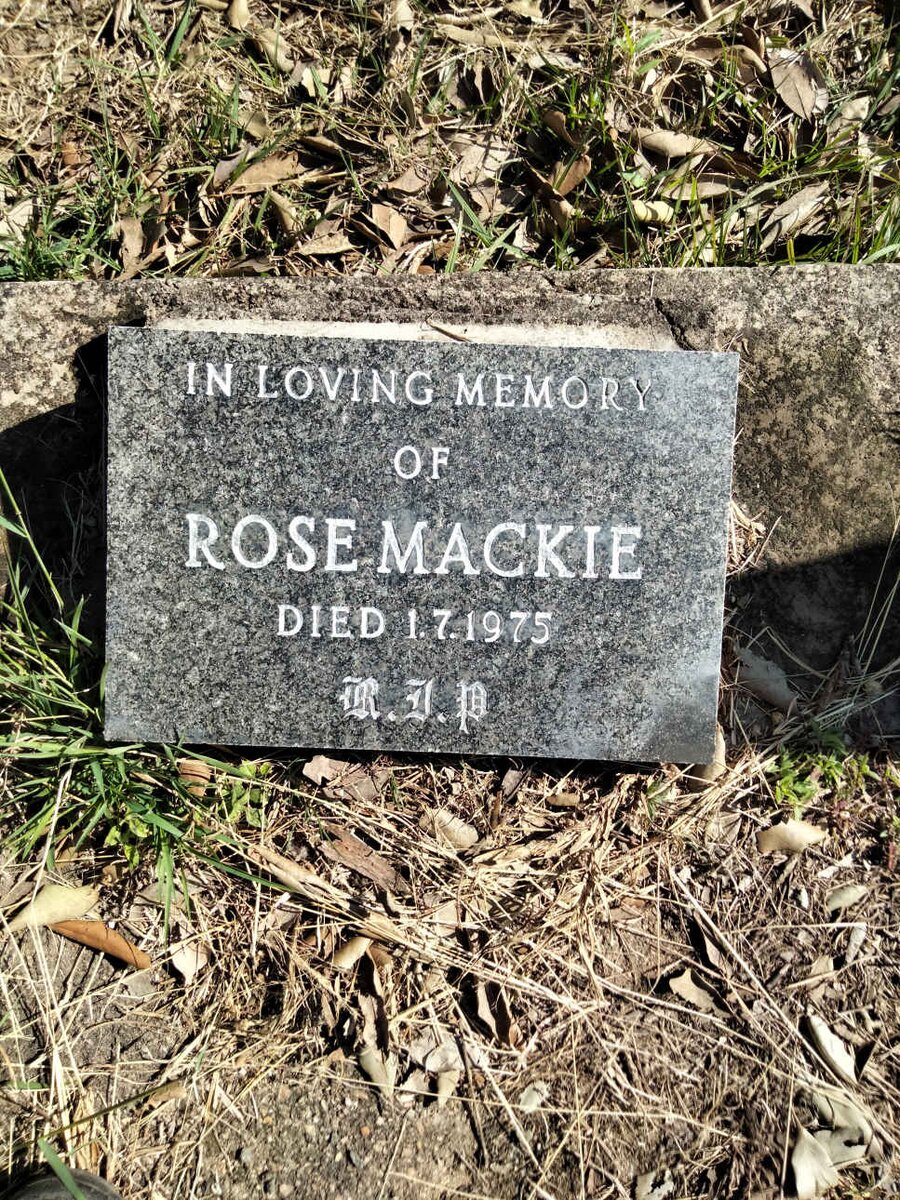 IN LOVING MEMORY
OF
ROSE MACKIE
DIED 1.7.1975
R.I.P